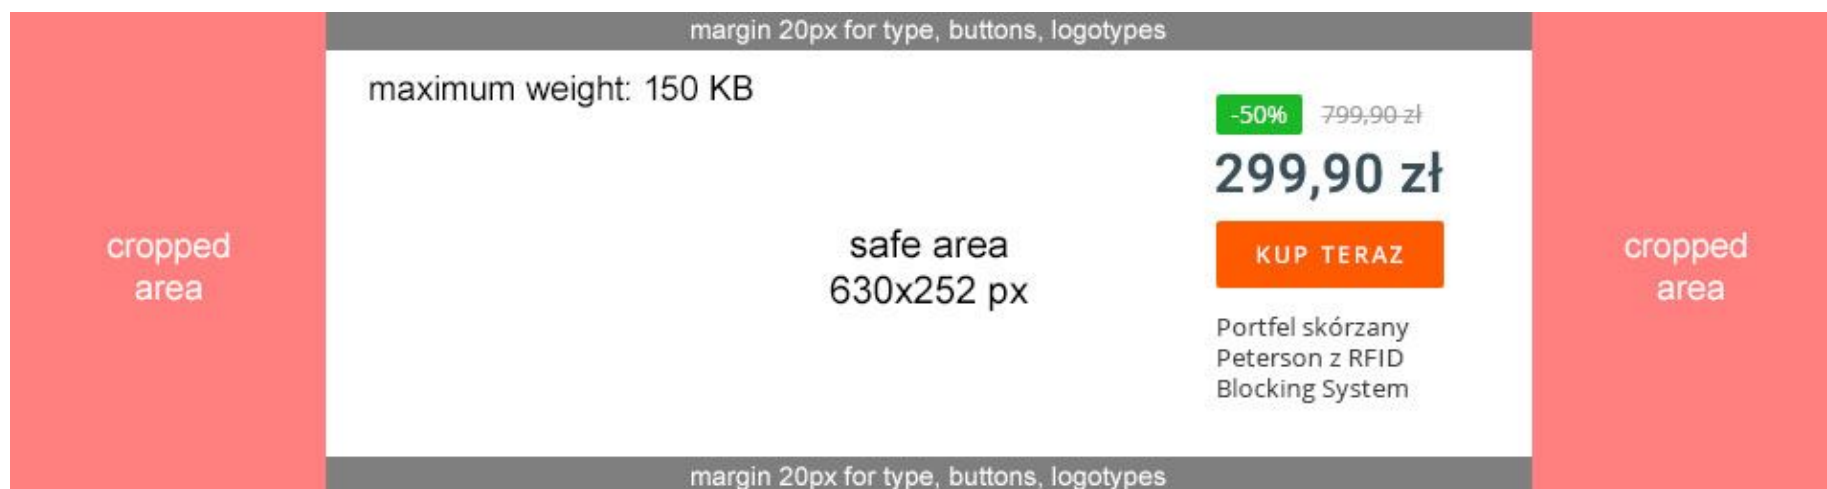 margin 20px for type, buttons, logotypes
maximum weight: 150 KB
-50% 799,90 zł
299,90 zł
KUP TERAZ
Portfel skórzany
Peterson z RFID
Blocking System
safe area
630x252 px
cropped
area
cropped
area
margin 20px for type, buttons, logotypes